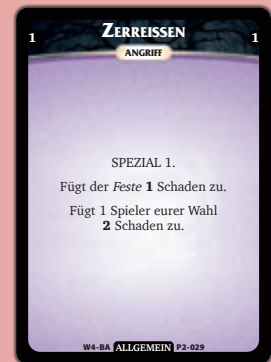 1 ZERREISSEN 1
ANGRIFF
SPEZIAL 1.
Fügt der Feste 1 Schaden zu.
Fügt 1 Spieler eurer Wahl
2 Schaden zu.
W4-BA ALLGEMEIN P2-029